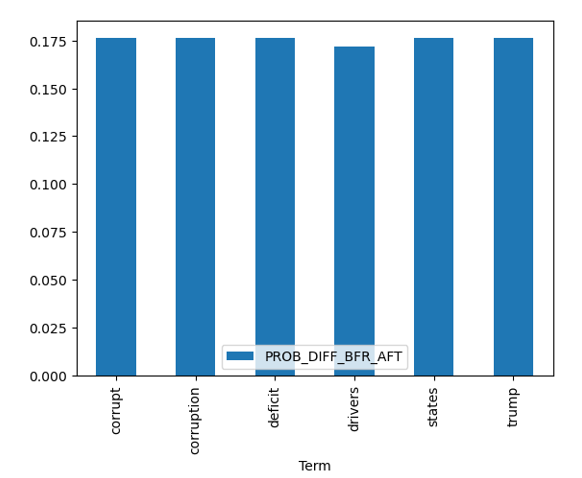 0.175
0.150
0.125
0.100
0.075
0.050
0.025
0.000
PROB_DIFF_BFR_AFT
corrupt
corruption
deficit
drivers
states
trump
Term